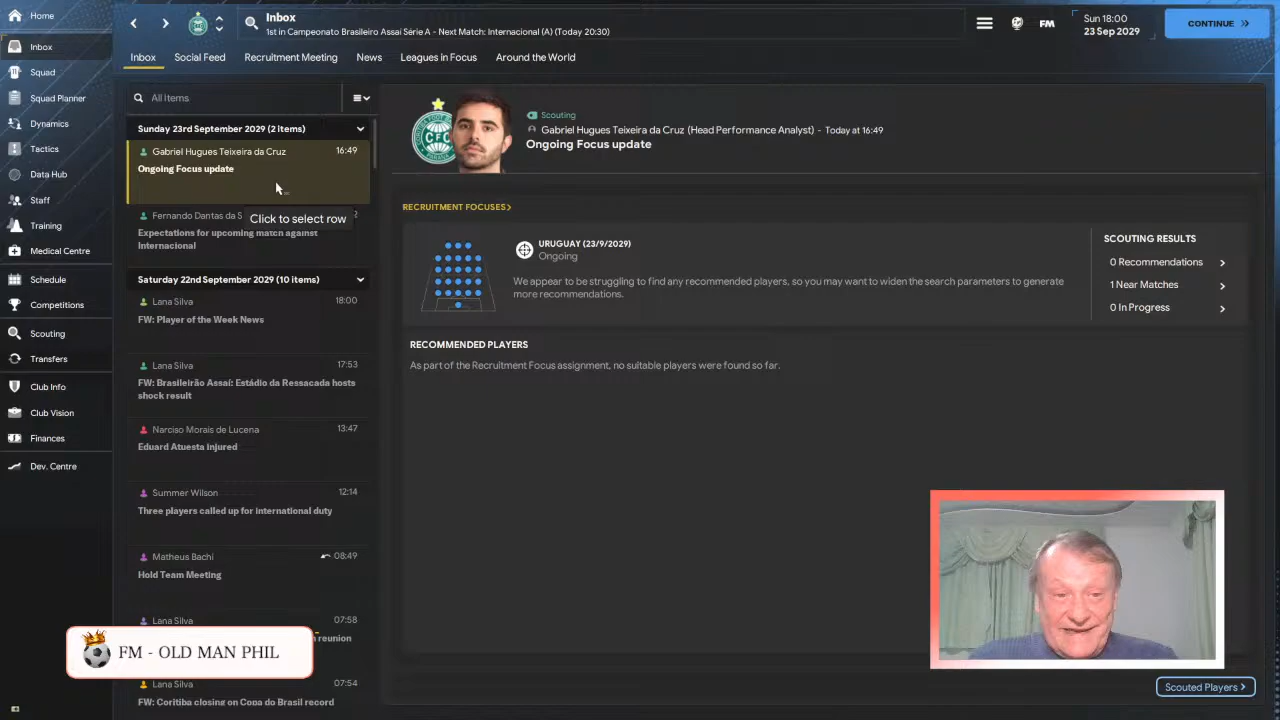 Home
Inbox
Squad
Squad Planner
Dynamics
Tactics
Data Hub
Staff
Training
Medical Centre
Schedule
Competitions
Scouting
Transfers
Club Info
Club Vision
Finances
Dev. Centre
Inbox
1st in Campeonato Brasileiro Assaí Série A - Next Match: Internacional (A) (Today 20:30)
FM
Sun 18:00
23 Sep 2029
CONTINUE
Inbox
Social Feed
Recruitment Meeting
News
Leagues in Focus
Around the World
All Items
Sunday 23rd September 2029 (2 items)
Gabriel Hugues Teixeira da Cruz 16:49
Ongoing Focus update
Click to select row
Fernando Dantas da S
Expectations for upcoming match against
Internacional
Saturday 22nd September 2029 (10 items)
Lana Silva 18:00
FW: Player of the Week News
Lana Silva 17:53
FW: Brasileirão Assaí: Estádio da Ressacada hosts
shock result
Narciso Morais de Lucena 13:47
Eduard Atuesta injured
Summer Wilson 12:14
Three players called up for international duty
Matheus Bachi 08:49
Hold Team Meeting
Lana Silva 07:58
reunion
Lana Silva 07:54
FW: Coritiba closing on Copa do Brasil record
CFC
Scouting
Gabriel Hugues Teixeira da Cruz (Head Performance Analyst) - Today at 16:49
Ongoing Focus update
RECRUITMENT FOCUSES
URUGUAY (23/9/2029)
Ongoing
We appear to be struggling to find any recommended players, so you may want to widen the search parameters to generate
more recommendations.
SCOUTING RESULTS
0 Recommendations
1 Near Matches
0 In Progress
RECOMMENDED PLAYERS
As part of the Recruitment Focus assignment, no suitable players were found so far.
FM - OLD MAN PHIL
Scouted Players